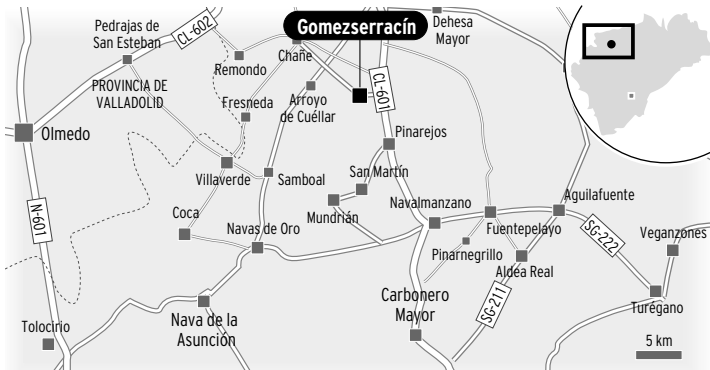 Gomezserracín
Pedrajas de
San Esteban
CL-602
Dehesa
Mayor
Remondo
Chañe
PROVINCIA DE
VALLADOLID
CL-601
Fresneda
Arroyo
de Cuéllar
Olmedo
Pinarejos
Villaverde
Samboal
San Martín
Mundrián
Navalmanzano
Aguilafuente
N-601
Coca
Navas de Oro
Fuentepelayo
SG-222
Veganzones
Pinarnegrillo
Aldea Real
Nava de la
Asunción
Carbonero
Mayor
SG-211
Turégano
Tolocirio
5 km